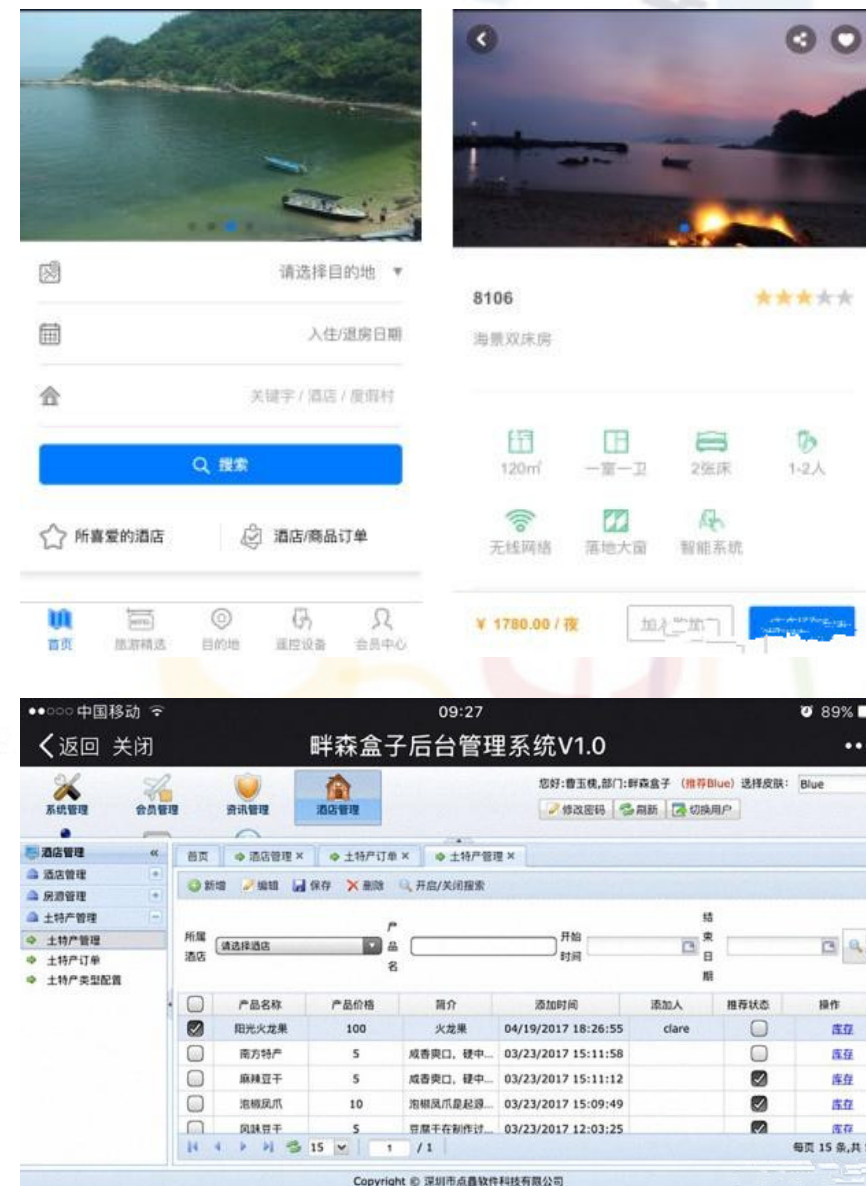 请选择目的地
入住/退房日期
关键字 / 酒店 / 度假村
搜索
所喜爱的酒店
酒店/商品订单
首页 旅游精选 目的地 遥控设备 会员中心
8106
海景双床房
120㎡ 一室一卫 2张床 1-2人
无线网络 落地大窗 智能系统
¥ 1780.00 / 夜
中国移动 09:27 89%
返回 关闭 畔森盒子后台管理系统V1.0
您好:曹玉槐,部门:畔森盒子 (推荐Blue) 选择皮肤: Blue
系统管理 会员管理 资讯管理 酒店管理
修改密码 刷新 切换用户
酒店管理 «
首页 酒店管理 × 土特产订单 × 土特产管理 ×
酒店管理
房源管理
土特产管理
土特产管理
土特产订单
土特产类型配置
新增 编辑 保存 删除 开启/关闭搜索
所属酒店 请选择酒店 产品名 开始时间 结束日期
产品名称 产品价格 简介 添加时间 添加人 推荐状态 操作
阳光火龙果 100 火龙果 04/19/2017 18:26:55 clare 库存
南方特产 5 咸香爽口，硬中... 03/23/2017 15:11:58 库存
麻辣豆干 5 咸香爽口，硬中... 03/23/2017 15:11:12 库存
泡椒凤爪 10 泡椒凤爪是起源... 03/23/2017 15:09:49 库存
风味豆干 5 豆腐干在制作过... 03/23/2017 12:03:25 库存
15 1 / 1 每页 15 条,共
Copyright © 深圳市点鑫软件科技有限公司